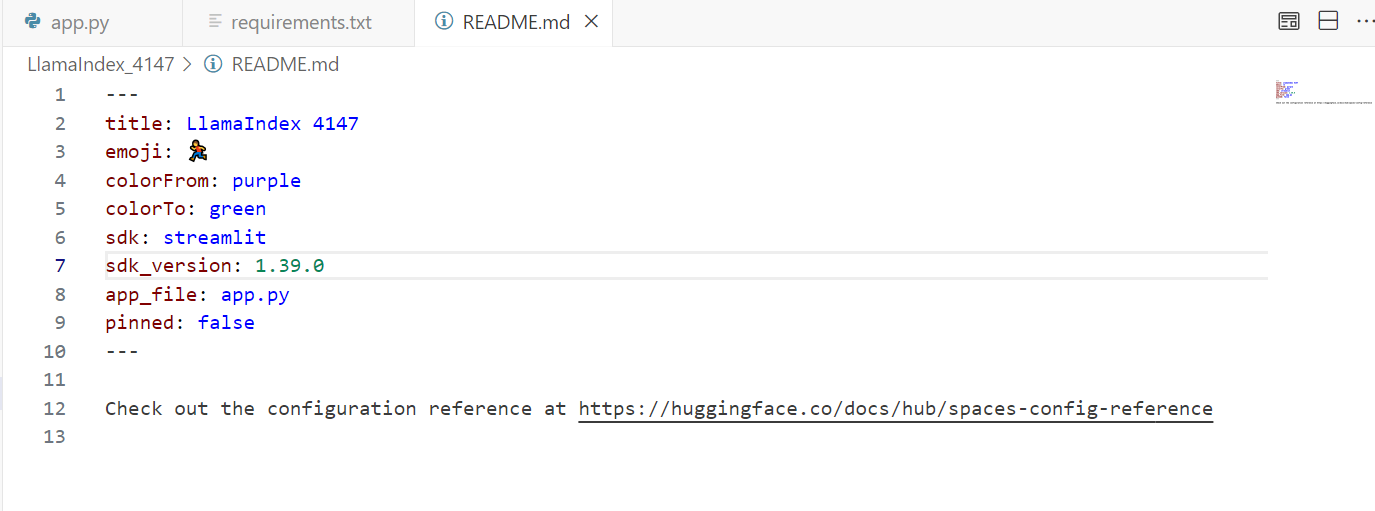 app.py requirements.txt README.md
LlamaIndex_4147 > README.md
1 ---
2 title: LlamaIndex 4147
3 emoji: 🏃
4 colorFrom: purple
5 colorTo: green
6 sdk: streamlit
7 sdk_version: 1.39.0
8 app_file: app.py
9 pinned: false
10 ---
11
12 Check out the configuration reference at https://huggingface.co/docs/hub/spaces-config-reference
13